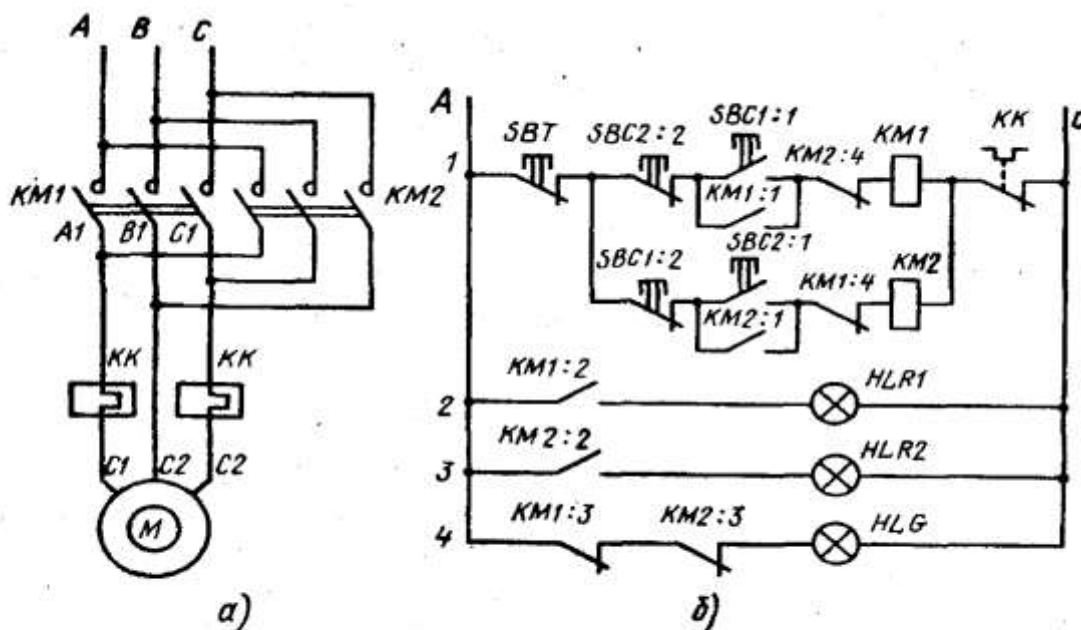 A B C
KM1 KM2
A1 B1 C1
KK KK
C1 C2 C2
M
а)
A
SBT SBC2:2 SBC1:1 KM2:4 KM1 KK
1
KM1:1
SBC1:2 SBC2:1 KM1:4 KM2
KM2:1
KM1:2 HLR1
2
KM2:2 HLR2
3
KM1:3 KM2:3 HLG
4
б)